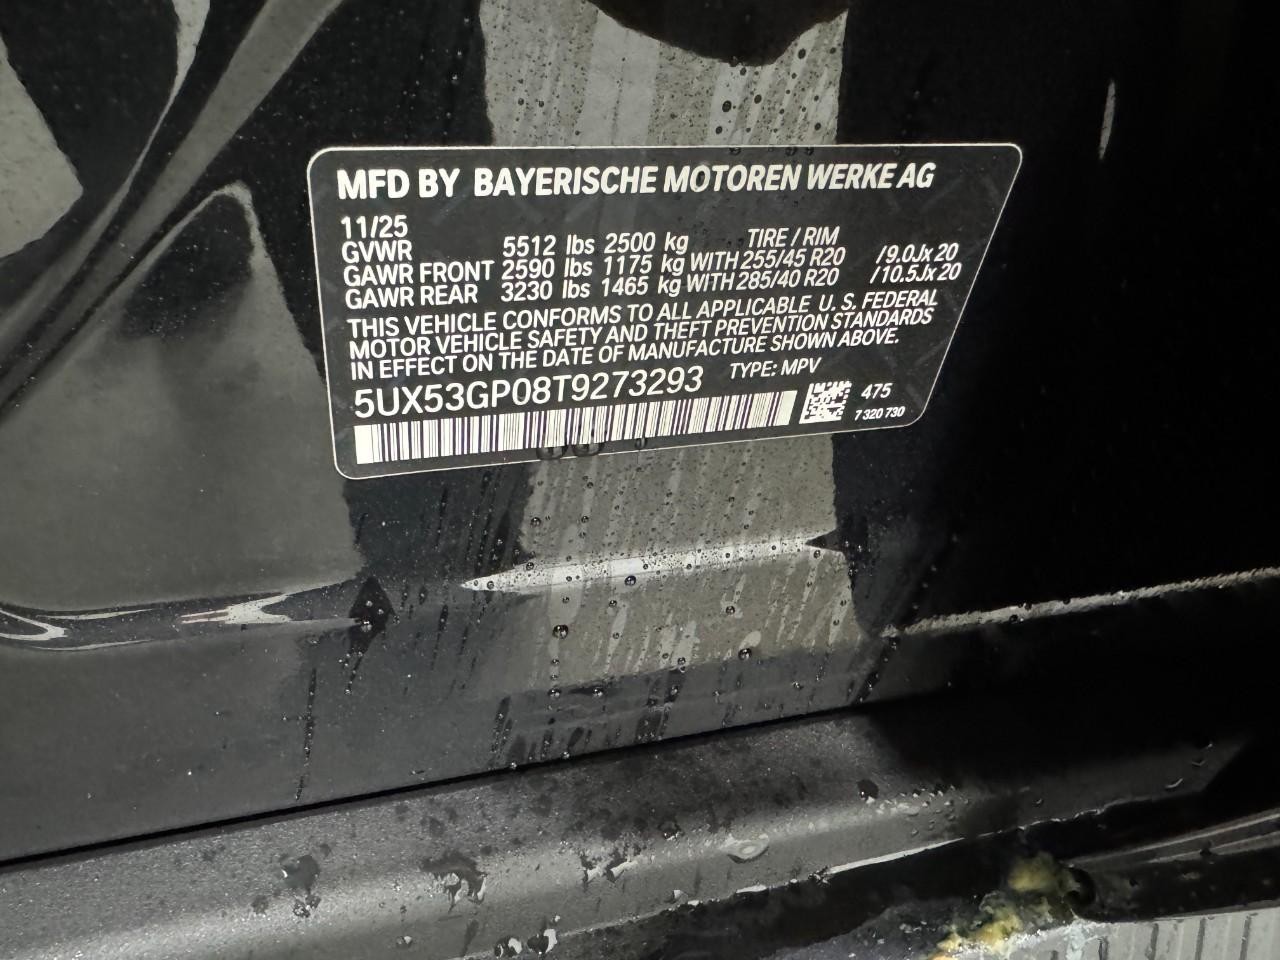 MFD BY BAYERISCHE MOTOREN WERKE AG
11/25
GVWR 5512 lbs 2500 kg TIRE / RIM
GAWR FRONT 2590 lbs 1175 kg WITH 255/45 R20 /9.0Jx 20
GAWR REAR 3230 lbs 1465 kg WITH 285/40 R20 /10.5Jx 20
THIS VEHICLE CONFORMS TO ALL APPLICABLE U. S. FEDERAL
MOTOR VEHICLE SAFETY AND THEFT PREVENTION STANDARDS
IN EFFECT ON THE DATE OF MANUFACTURE SHOWN ABOVE.
5UX53GP08T9273293 TYPE: MPV
475
7 320 730